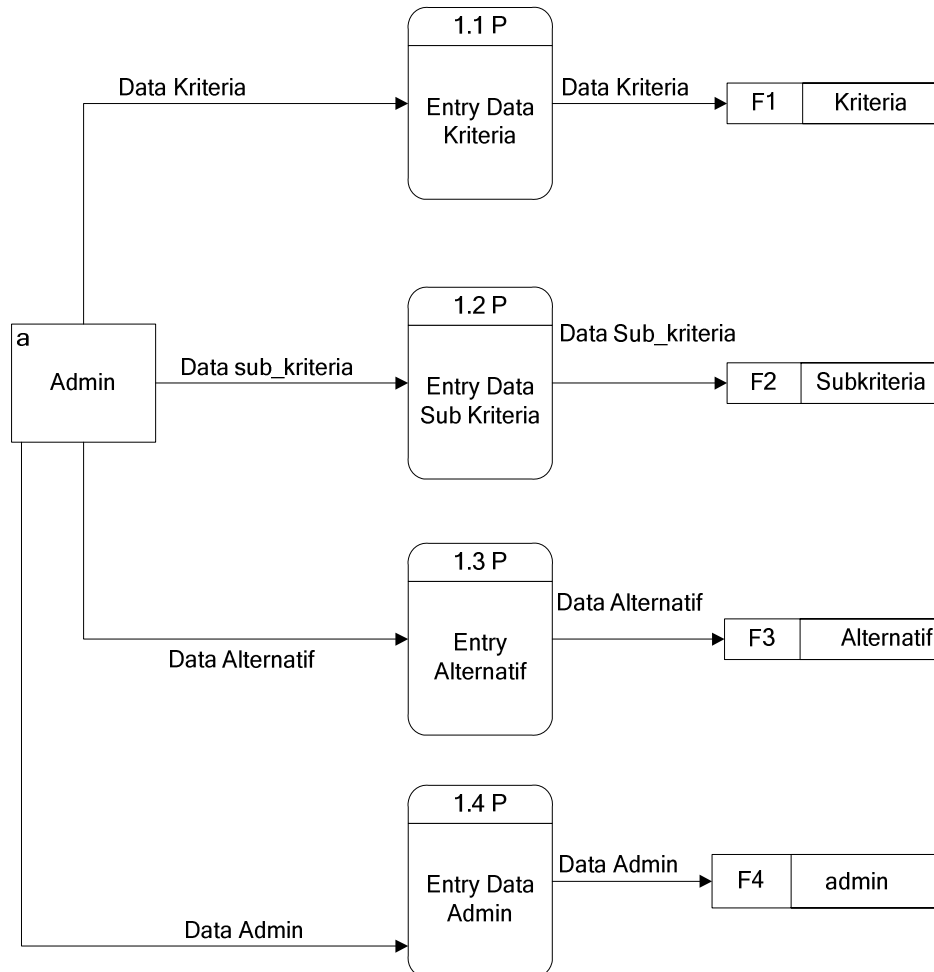 1.1 P
Data Kriteria
Entry Data
Kriteria
Data Kriteria
F1
Kriteria
a
Admin
Data sub_kriteria
1.2 P
Entry Data
Sub Kriteria
Data Sub_kriteria
F2
Subkriteria
1.3 P
Data Alternatif
Entry
Alternatif
Data Alternatif
F3
Alternatif
1.4 P
Data Admin
Entry Data
Admin
Data Admin
F4
admin